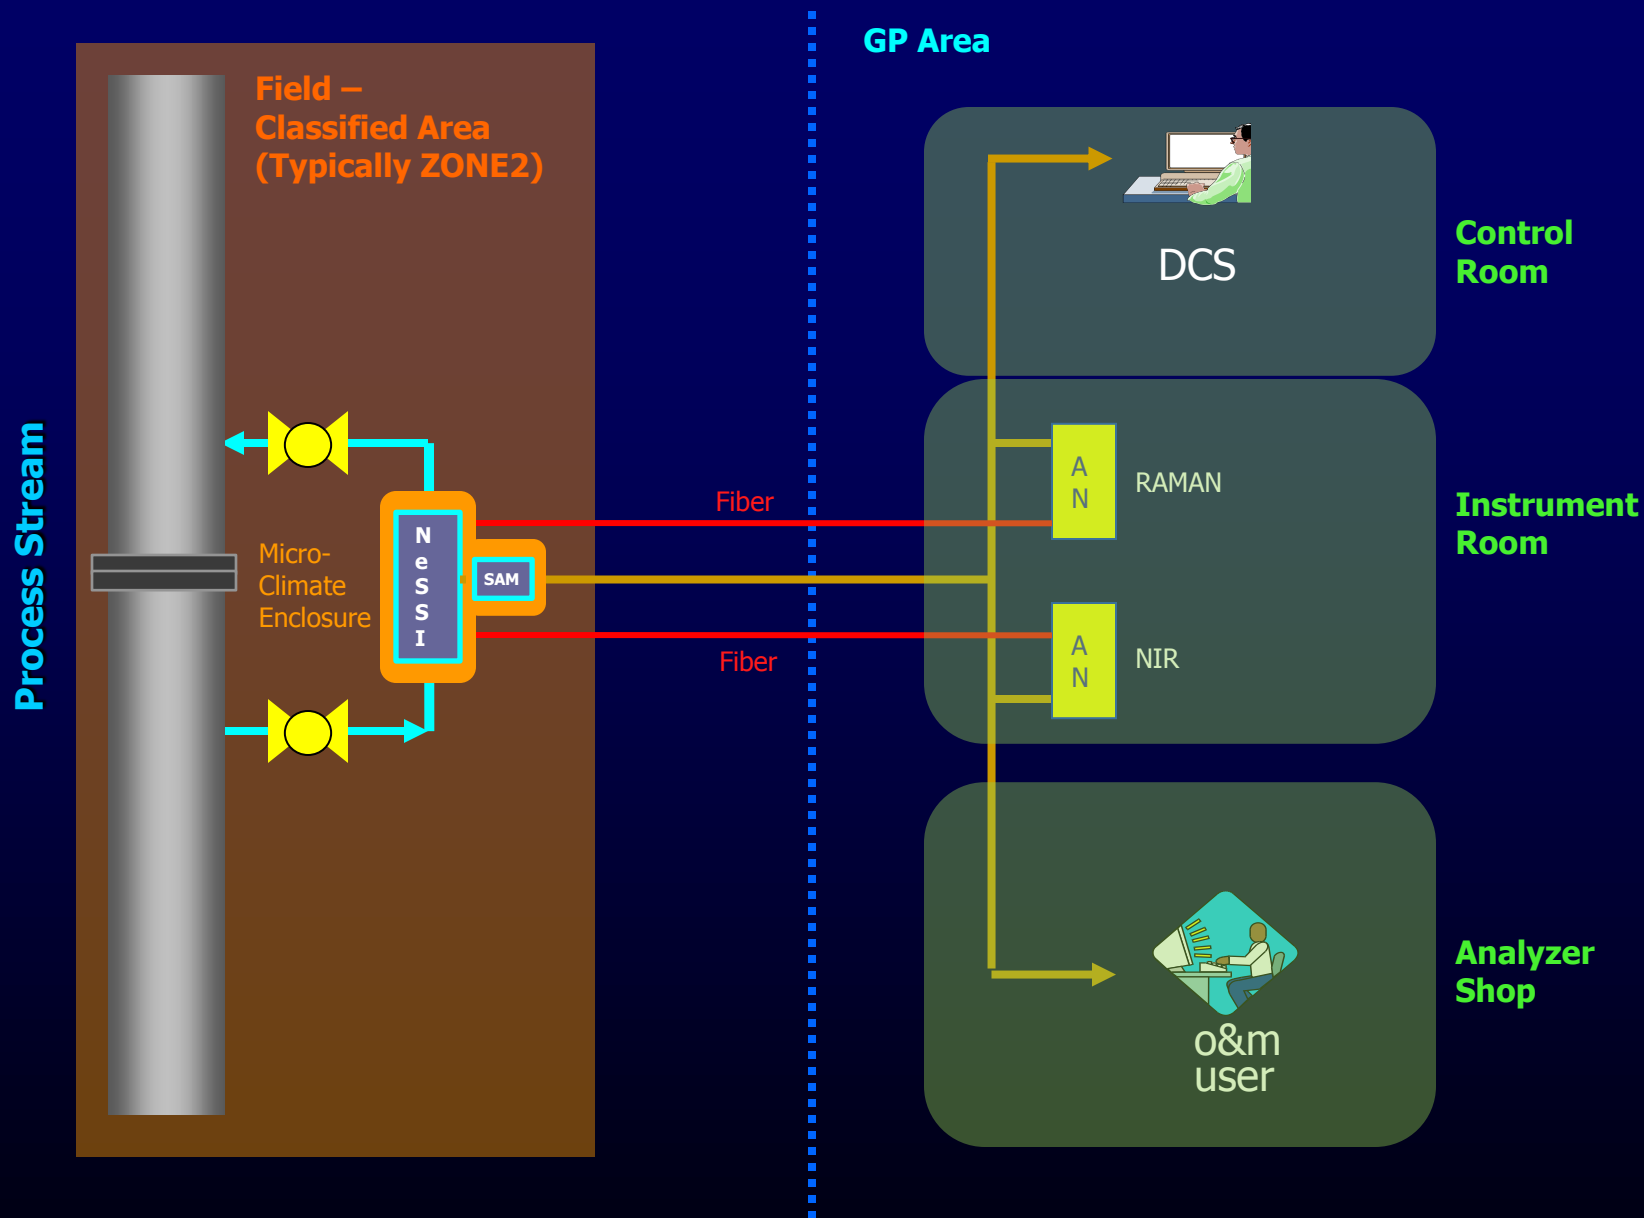 GP Area
Field –
Classified Area
(Typically ZONE2)
DCS
Control
Room
Process Stream
Micro-
Climate
Enclosure
N
e
S
S
I
SAM
Fiber
Fiber
A
N
RAMAN
A
N
NIR
Instrument
Room
o&m
user
Analyzer
Shop